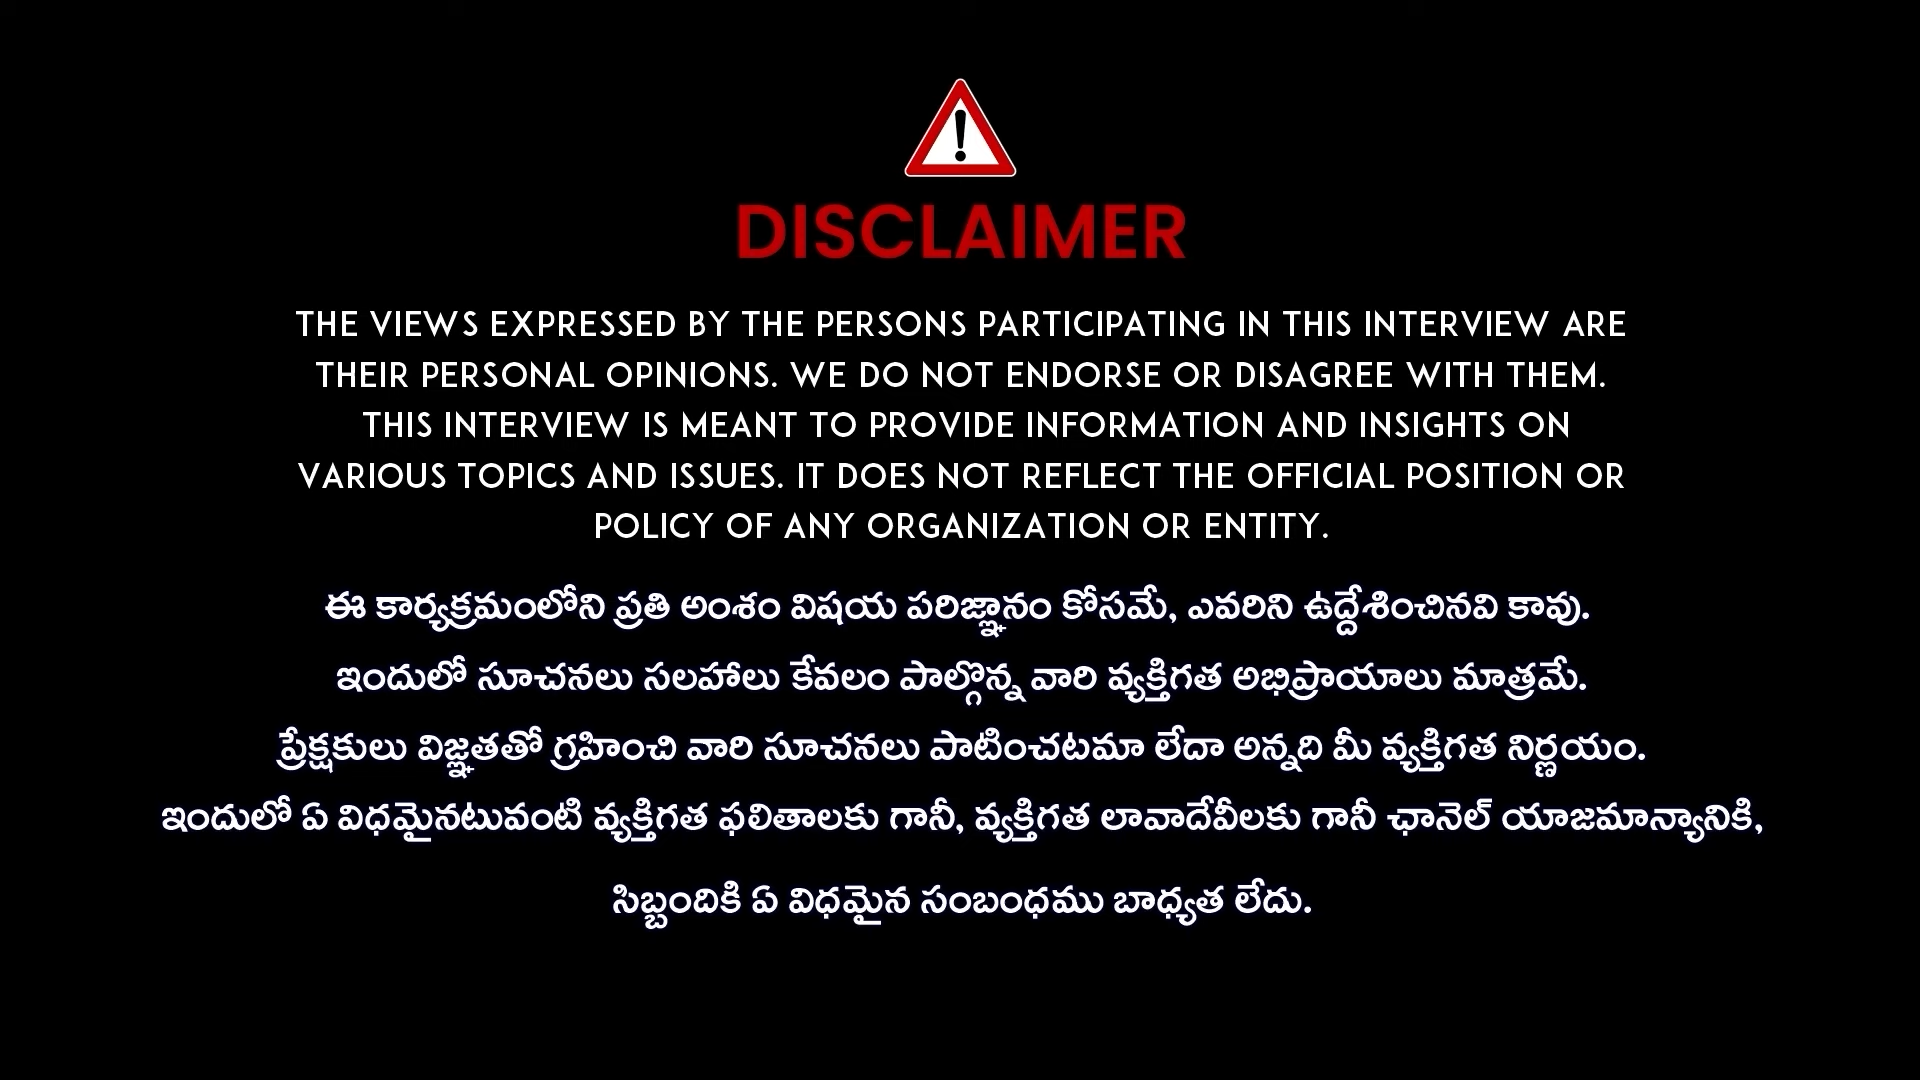 DISCLAIMER
THE VIEWS EXPRESSED BY THE PERSONS PARTICIPATING IN THIS INTERVIEW ARE
THEIR PERSONAL OPINIONS. WE DO NOT ENDORSE OR DISAGREE WITH THEM.
THIS INTERVIEW IS MEANT TO PROVIDE INFORMATION AND INSIGHTS ON
VARIOUS TOPICS AND ISSUES. IT DOES NOT REFLECT THE OFFICIAL POSITION OR
POLICY OF ANY ORGANIZATION OR ENTITY.
ఈ కార్యక్రమంలోని ప్రతి అంశం విషయ పరిజ్ఞానం కోసమే, ఎవరిని ఉద్దేశించినవి కావు.
ఇందులో సూచనలు సలహాలు కేవలం పాల్గొన్న వారి వ్యక్తిగత అభిప్రాయాలు మాత్రమే.
ప్రేక్షకులు విజ్ఞతతో గ్రహించి వారి సూచనలు పాటించటమా లేదా అన్నది మీ వ్యక్తిగత నిర్ణయం.
ఇందులో ఏ విధమైనటువంటి వ్యక్తిగత ఫలితాలకు గానీ, వ్యక్తిగత లావాదేవీలకు గానీ ఛానెల్ యాజమాన్యానికి,
సిబ్బందికి ఏ విధమైన సంబంధము బాధ్యత లేదు.